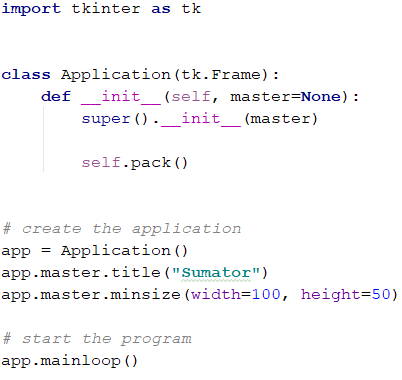 import tkinter as tk
class Application(tk.Frame):
    def __init__(self, master=None):
        super().__init__(master)
        self.pack()
# create the application
app = Application()
app.master.title("Sumator")
app.master.minsize(width=100, height=50)
# start the program
app.mainloop()